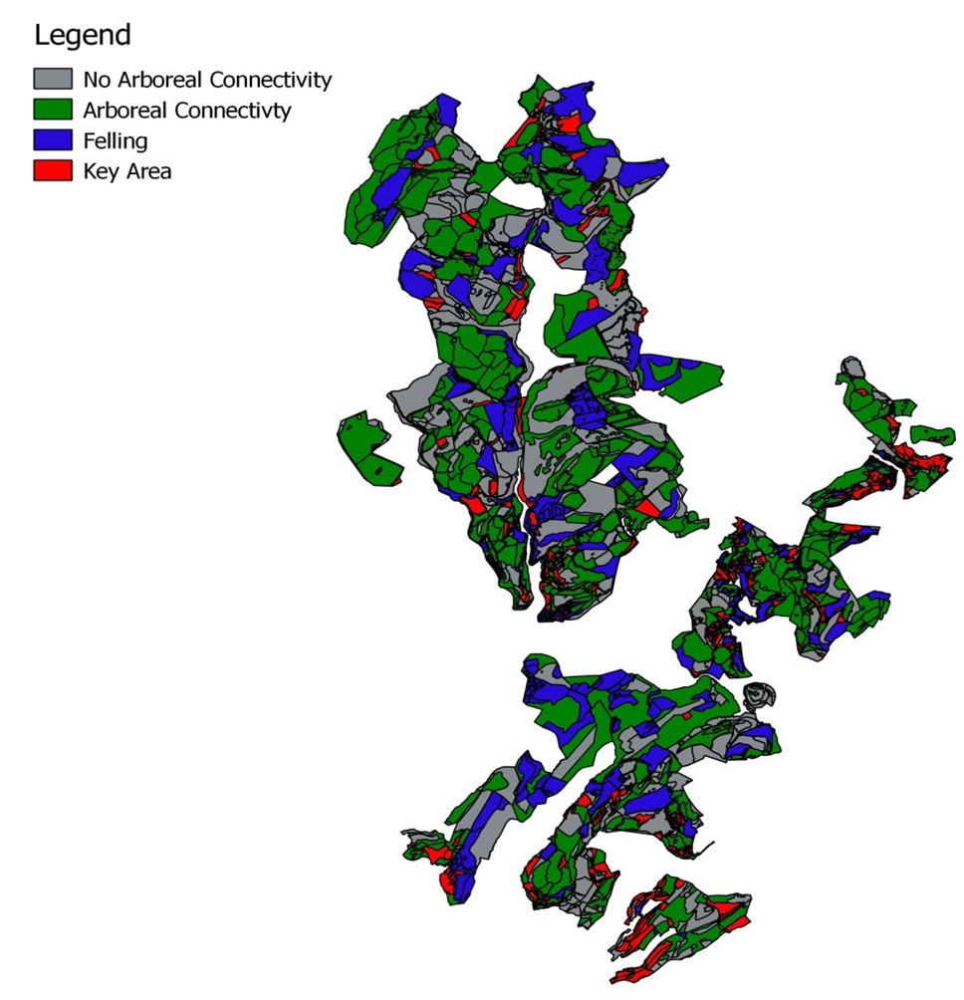 Legend
No Arboreal Connectivity
Arboreal Connectivty
Felling
Key Area